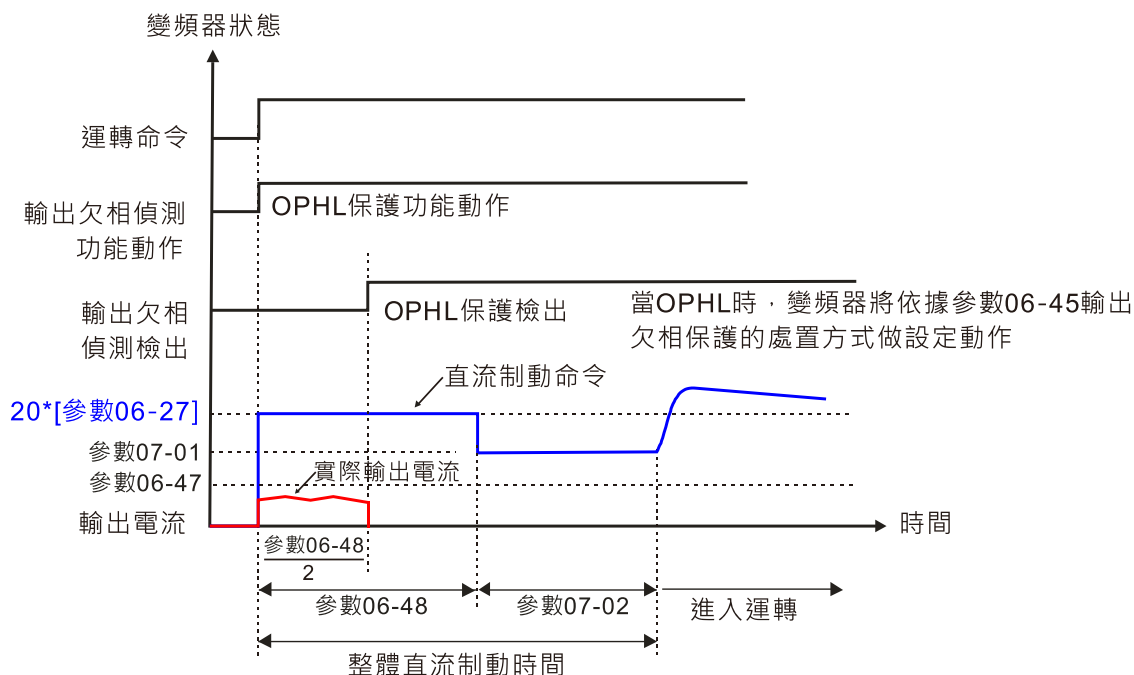 變頻器狀態
運轉命令
輸出欠相偵測
功能動作
OPHL保護功能動作
輸出欠相
偵測檢出
OPHL保護檢出
當OPHL時，變頻器將依據參數06-45輸出
欠相保護的處置方式做設定動作
直流制動命令
20*[參數06-27]
參數07-01
參數06-47
實際輸出電流
輸出電流
時間
參數06-48
2
參數06-48
參數07-02
進入運轉
整體直流制動時間